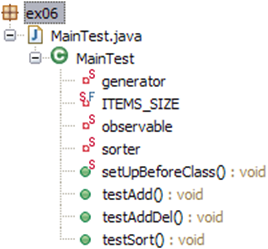 ex06
J MainTest.java
C MainTest
S generator
S F ITEMS_SIZE
S observable
S sorter
S setUpBeforeClass() : void
testAdd() : void
testAddDel() : void
testSort() : void